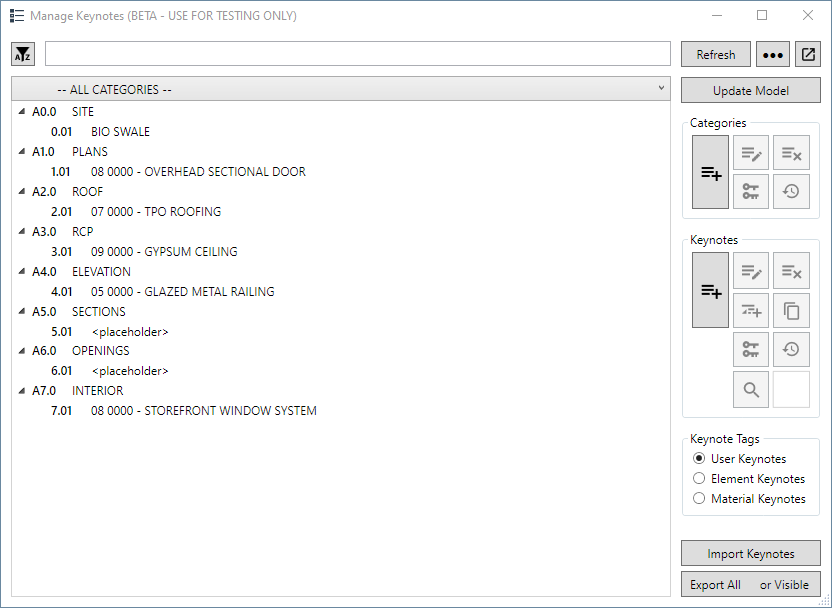 Manage Keynotes (BETA - USE FOR TESTING ONLY)
AZ
Refresh
-- ALL CATEGORIES --
Update Model
A0.0 SITE
0.01 BIO SWALE
A1.0 PLANS
1.01 08 0000 - OVERHEAD SECTIONAL DOOR
A2.0 ROOF
2.01 07 0000 - TPO ROOFING
A3.0 RCP
3.01 09 0000 - GYPSUM CEILING
A4.0 ELEVATION
4.01 05 0000 - GLAZED METAL RAILING
A5.0 SECTIONS
5.01 <placeholder>
A6.0 OPENINGS
6.01 <placeholder>
A7.0 INTERIOR
7.01 08 0000 - STOREFRONT WINDOW SYSTEM
Categories
Keynotes
Keynote Tags
User Keynotes
Element Keynotes
Material Keynotes
Import Keynotes
Export All or Visible